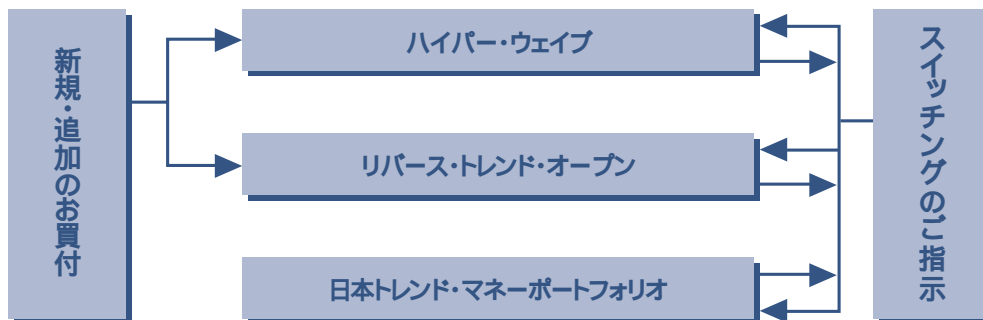 新規・追加のお買付
ハイパー・ウェイブ
リバース・トレンド・オープン
日本トレンド・マネーポートフォリオ
スイッチングのご指示